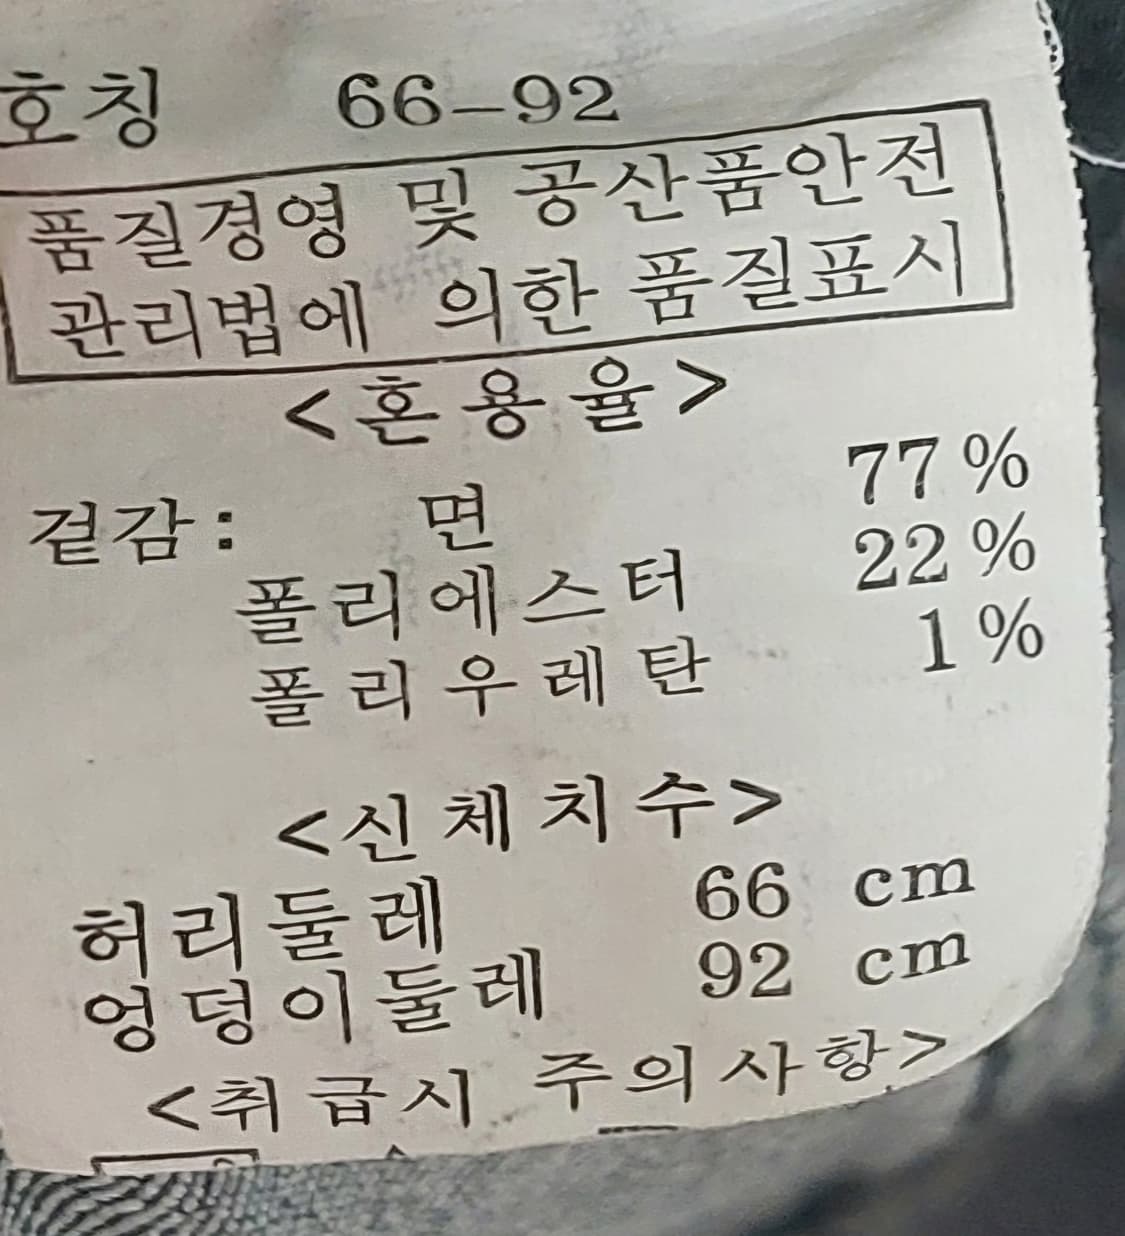 호칭 66-92
품질경영 및 공산품안전
관리법에 의한 품질표시
<혼용율>
겉감: 면 77%
폴리에스터 22%
폴리우레탄 1%
<신체치수>
허리둘레 66 cm
엉덩이둘레 92 cm
<취급시 주의사항>